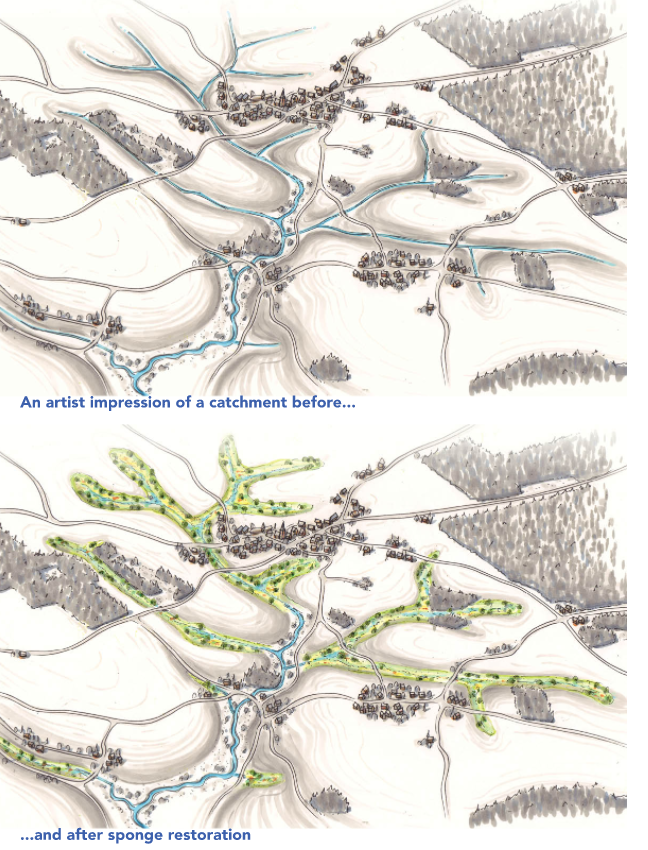 An artist impression of a catchment before...
...and after sponge restoration